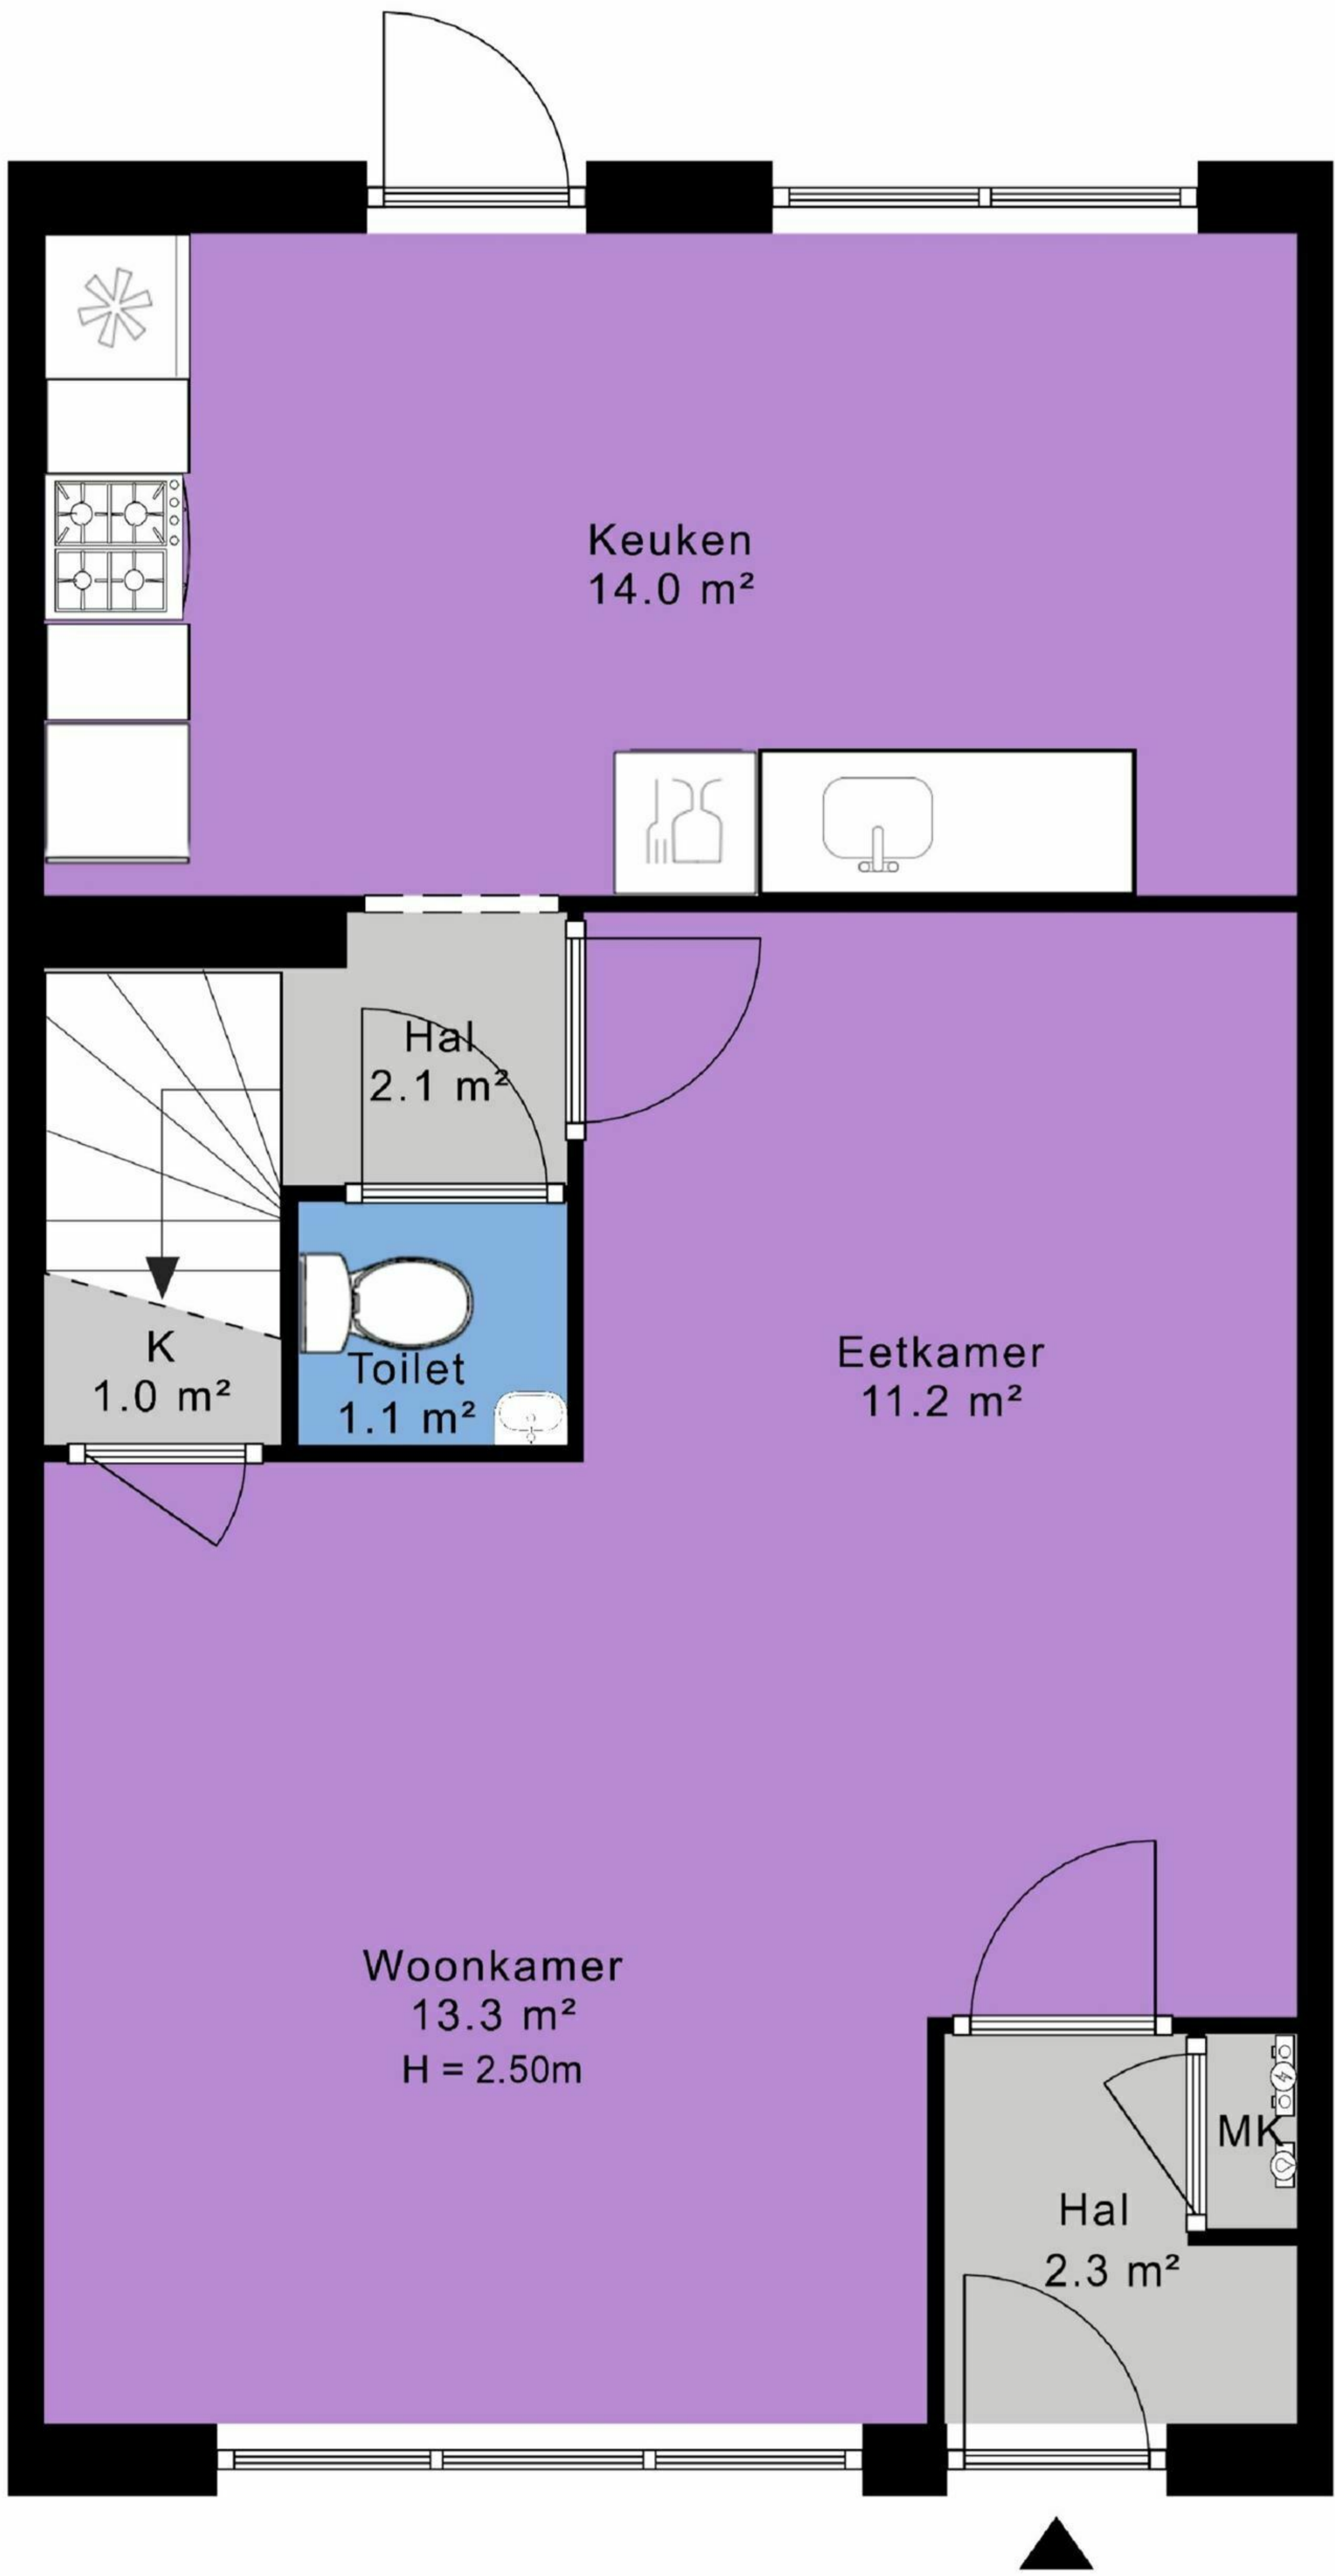 Keuken
14.0 m²
Hal
2.1 m²
K
1.0 m²
Toilet
1.1 m²
Eetkamer
11.2 m²
Woonkamer
13.3 m²
H = 2.50m
MK
Hal
2.3 m²